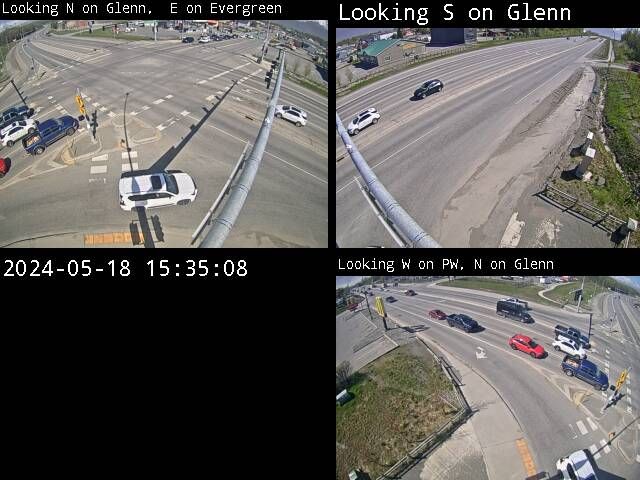 Looking N on Glenn,  E on Evergreen
Looking S on Glenn
2024-05-18 15:35:08
Looking W on PW, N on Glenn